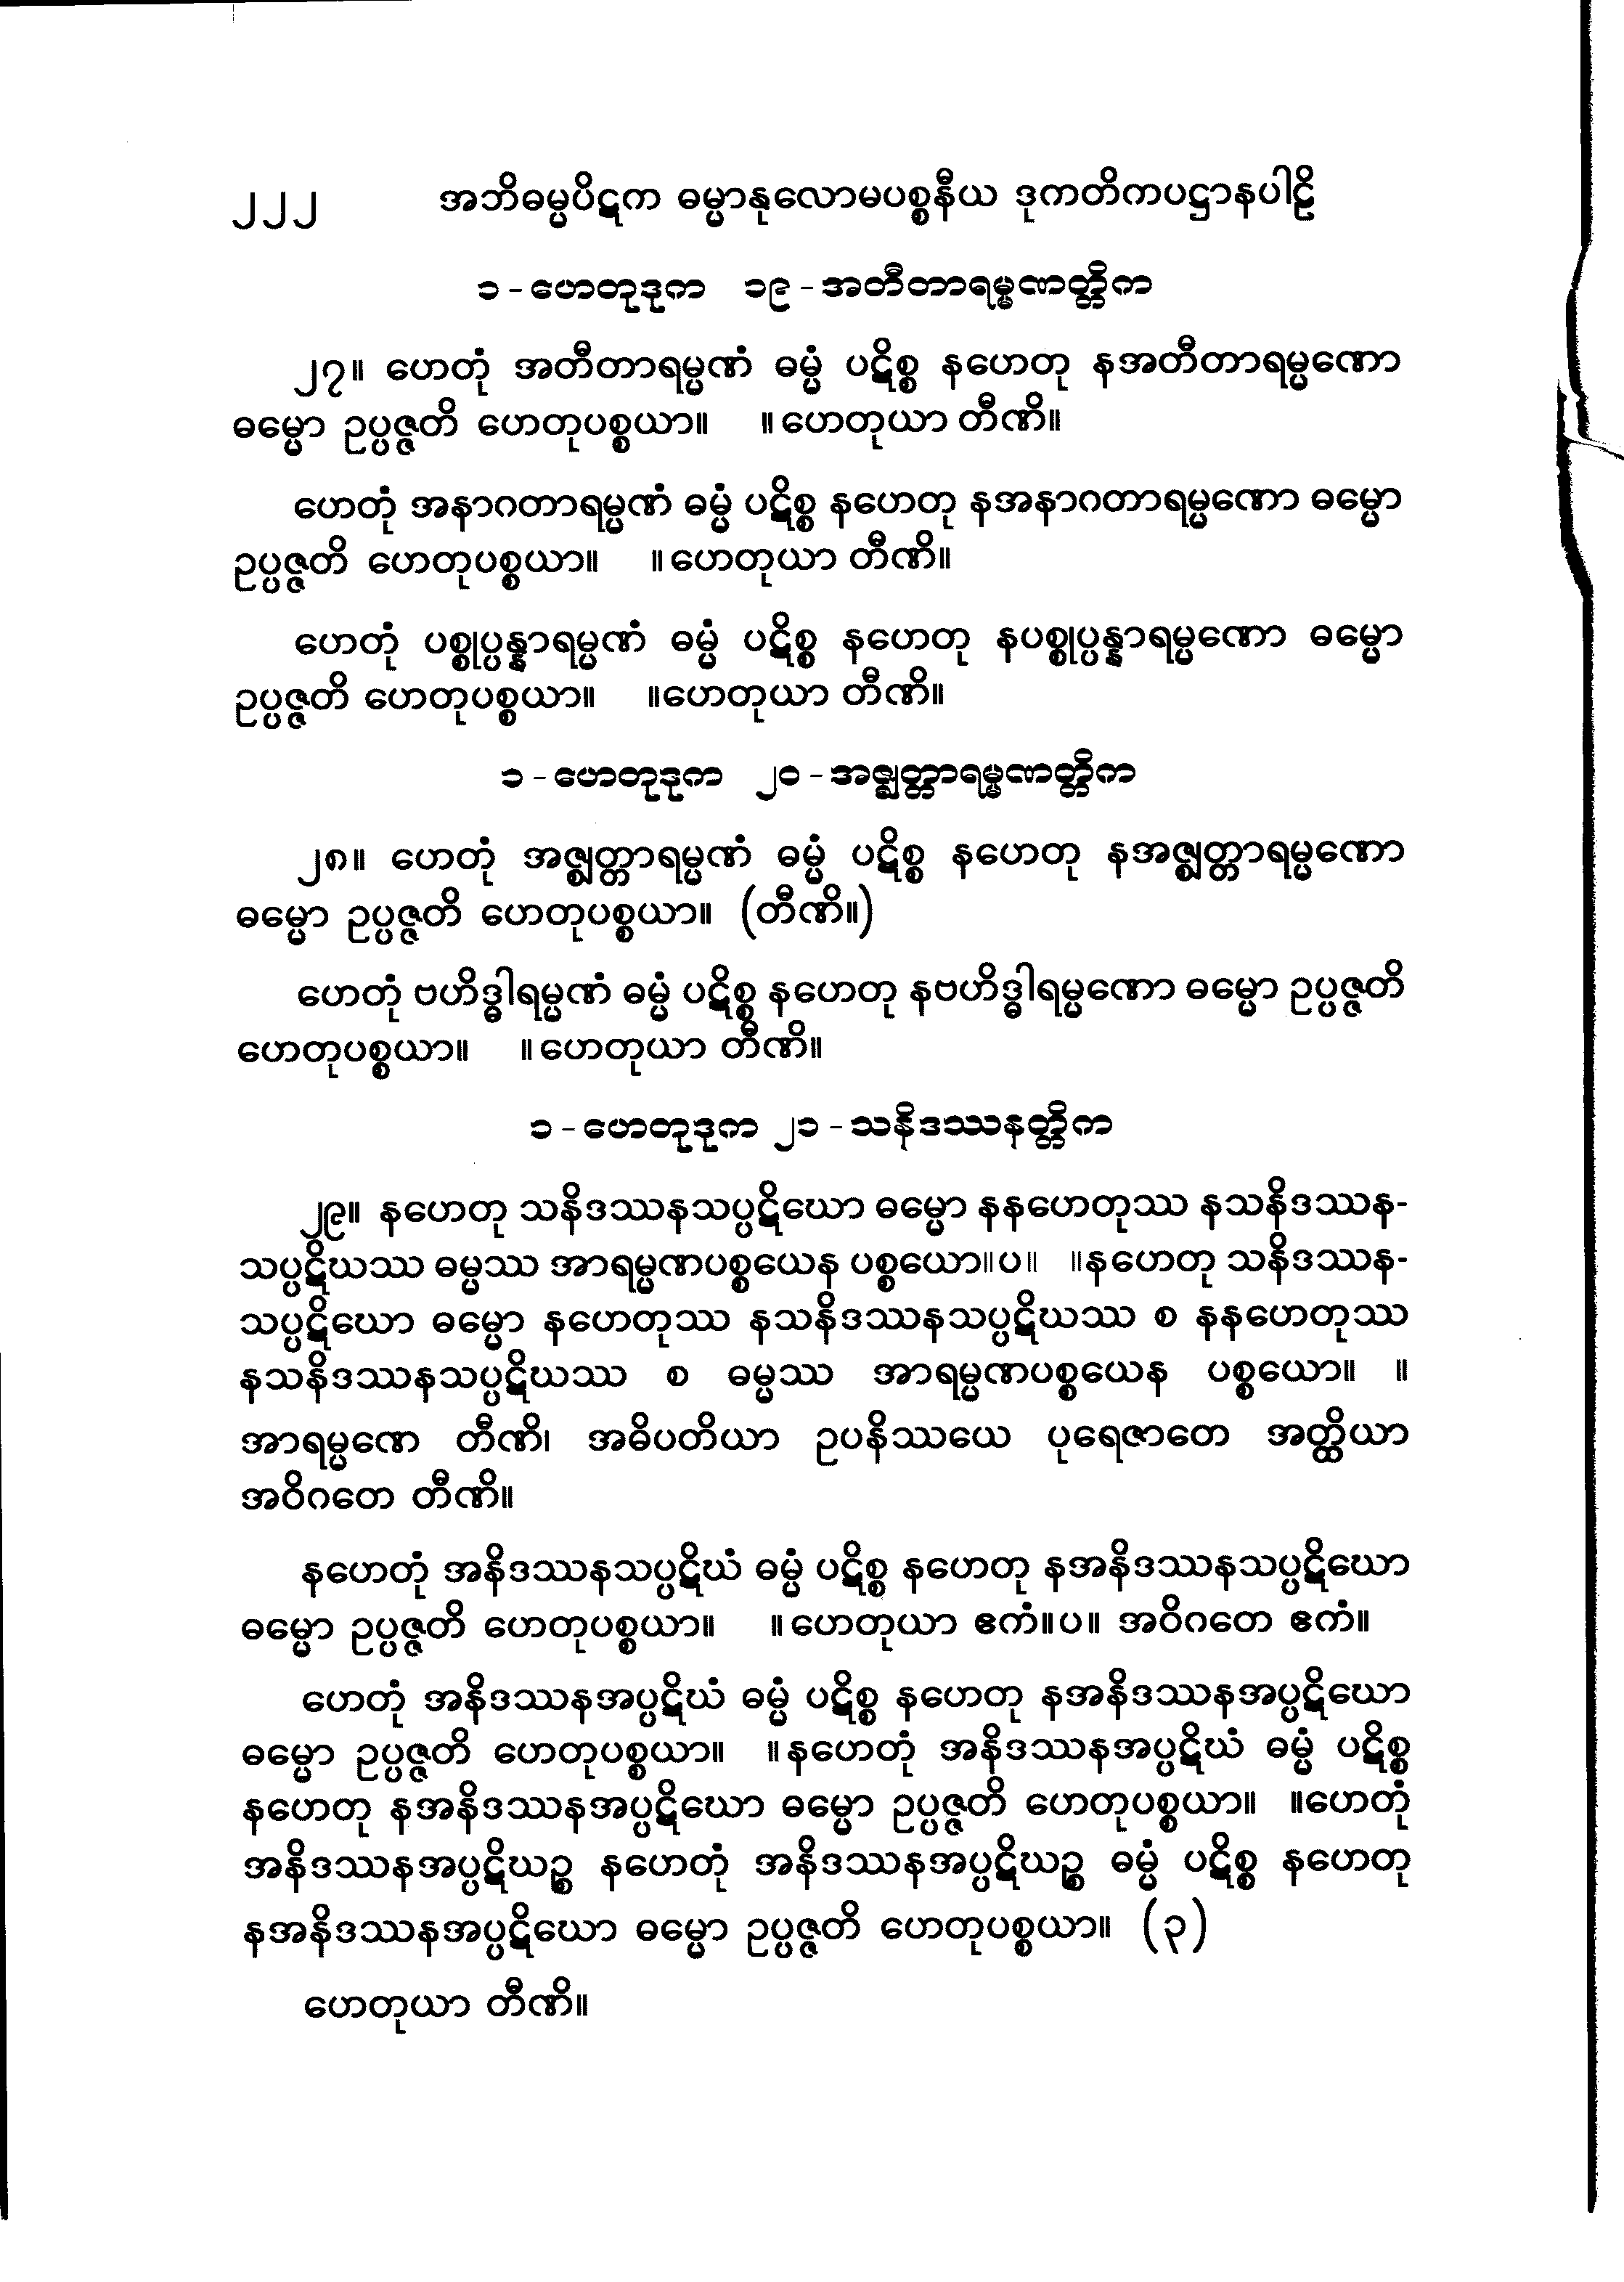 ၂၂၂ အဘိဓမ္မပိဋက ဓမ္မာနုလောမပစ္စနီယ ဒုကတိကပဋ္ဌာနပါဠိ
၁ - ဟေတုဒုက ၁၉ - အတီတာရမ္မဏတ္တိက
၂၇။ ဟေတုံ အတီတာရမ္မဏံ ဓမ္မံ ပဋိစ္စ နဟေတု နအတီတာရမ္မဏော
ဓမ္မော ဥပ္ပဇ္ဇတိ ဟေတုပစ္စယာ။ ။ ဟေတုယာ တီဏိ။
ဟေတုံ အနာဂတာရမ္မဏံ ဓမ္မံ ပဋိစ္စ နဟေတု နအနာဂတာရမ္မဏော ဓမ္မော
ဥပ္ပဇ္ဇတိ ဟေတုပစ္စယာ။ ။ ဟေတုယာ တီဏိ။
ဟေတုံ ပစ္စုပ္ပန္နာရမ္မဏံ ဓမ္မံ ပဋိစ္စ နဟေတု နပစ္စုပ္ပန္နာရမ္မဏော ဓမ္မော
ဥပ္ပဇ္ဇတိ ဟေတုပစ္စယာ။ ။ဟေတုယာ တီဏိ။
၁ - ဟေတုဒုက ၂၀ - အဇ္ဈတ္တာရမ္မဏတ္တိက
၂၈။ ဟေတုံ အဇ္ဈတ္တာရမ္မဏံ ဓမ္မံ ပဋိစ္စ နဟေတု နအဇ္ဈတ္တာရမ္မဏော
ဓမ္မော ဥပ္ပဇ္ဇတိ ဟေတုပစ္စယာ။ (တီဏိ။)
ဟေတုံ ဗဟိဒ္ဓါရမ္မဏံ ဓမ္မံ ပဋိစ္စ နဟေတု နဗဟိဒ္ဓါရမ္မဏော ဓမ္မော ဥပ္ပဇ္ဇတိ
ဟေတုပစ္စယာ။ ။ ဟေတုယာ တီဏိ။
၁ - ဟေတုဒုက ၂၁ - သနိဒဿနတ္တိက
၂၉။ နဟေတု သနိဒဿနသပ္ပဋိဃော ဓမ္မော နနဟေတုဿ နသနိဒဿန-
သပ္ပဋိဃဿ ဓမ္မဿ အာရမ္မဏပစ္စယေန ပစ္စယော။ပ။ ။နဟေတု သနိဒဿန-
သပ္ပဋိဃော ဓမ္မော နဟေတုဿ နသနိဒဿနသပ္ပဋိဃဿ စ နနဟေတုဿ
နသနိဒဿနသပ္ပဋိဃဿ စ ဓမ္မဿ အာရမ္မဏပစ္စယေန ပစ္စယော။ ။
အာရမ္မဏေ တီဏိ၊ အဓိပတိယာ ဥပနိဿယေ ပုရေဇာတေ အတ္ထိယာ
အဝိဂတေ တီဏိ။
နဟေတုံ အနိဒဿနသပ္ပဋိဃံ ဓမ္မံ ပဋိစ္စ နဟေတု နအနိဒဿနသပ္ပဋိဃော
ဓမ္မော ဥပ္ပဇ္ဇတိ ဟေတုပစ္စယာ။ ။ ဟေတုယာ ဧကံ။ပ။ အဝိဂတေ ဧကံ။
ဟေတုံ အနိဒဿနအပ္ပဋိဃံ ဓမ္မံ ပဋိစ္စ နဟေတု နအနိဒဿနအပ္ပဋိဃော
ဓမ္မော ဥပ္ပဇ္ဇတိ ဟေတုပစ္စယာ။ ။ နဟေတုံ အနိဒဿနအပ္ပဋိဃံ ဓမ္မံ ပဋိစ္စ
နဟေတု နအနိဒဿနအပ္ပဋိဃော ဓမ္မော ဥပ္ပဇ္ဇတိ ဟေတုပစ္စယာ။ ။ဟေတုံ
အနိဒဿနအပ္ပဋိဃဉ္စ နဟေတုံ အနိဒဿနအပ္ပဋိဃဉ္စ ဓမ္မံ ပဋိစ္စ နဟေတု
နအနိဒဿနအပ္ပဋိဃော ဓမ္မော ဥပ္ပဇ္ဇတိ ဟေတုပစ္စယာ။ (၃)
ဟေတုယာ တီဏိ။